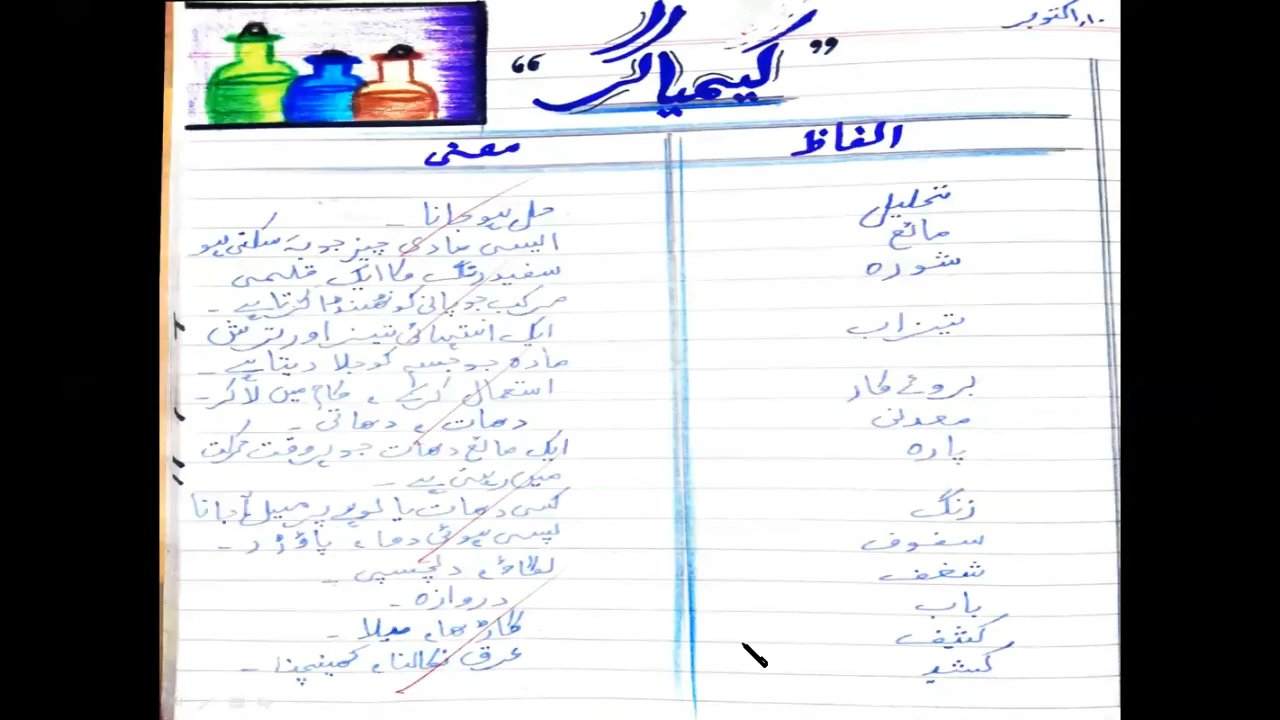 ۱۰، اکتوبر
”کیمیاگر“
الفاظ معنی
تحلیل حل ہو جانا ۔
مائع ایسی مادی چیز جو بہ سکتی ہو
شورہ سفید رنگ کا ایک قلمی
مرکب جو پانی کو ٹھنڈا کرتا ہے ۔
تیزاب ایک انتہائی تیز اور ترش
مادہ جو جسم کو جلا دیتا ہے ۔
بروئے کار استعمال کرکے ، کام میں لا کر۔
معدنی دھات ، دھاتی ۔
پارہ ایک مائع دھات جو ہر وقت حرکت
میں رہتی ہے ۔
زنگ کسی دھات یا لوہے پر میل آ جانا
سفوف پسی ہوئی دوا، پاؤڈر ۔
شغف لگاؤ، دلچسپی ۔
باب دروازہ ۔
کثیف گاڑھا، میلا ۔
کشید عرق نکالنا، کھینچنا ۔